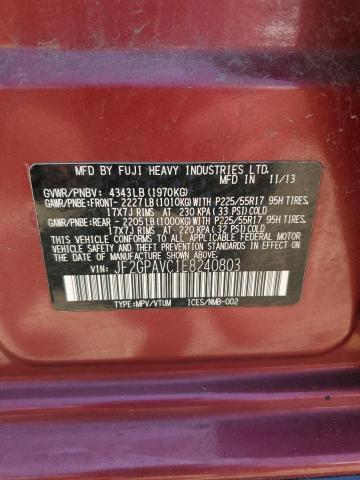 MFD BY FUJI HEAVY INDUSTRIES LTD.
MFD IN 11/13
GVWR/PNBV: 4343LB (1970KG)
GAWR/PNBE:FRONT- 2227LB (1010KG) WITH P225/55R17 95H TIRES,
17X7J RIMS AT 230 KPA (33 PSI) COLD
GAWR/PNBE:REAR - 2205LB (1000KG) WITH P225/55R17 95H TIRES,
17X7J RIMS AT 220 KPA (32 PSI) COLD
THIS VEHICLE CONFORMS TO ALL APPLICABLE U.S. FEDERAL MOTOR
VEHICLE SAFETY AND THEFT PREVENTION STANDARDS IN EFFECT ON
THE DATE OF MANUFACTURE SHOWN ABOVE.
VIN: JF2GPAVC1E8240803
TYPE:MPV/VTUM ICES/NMB-002